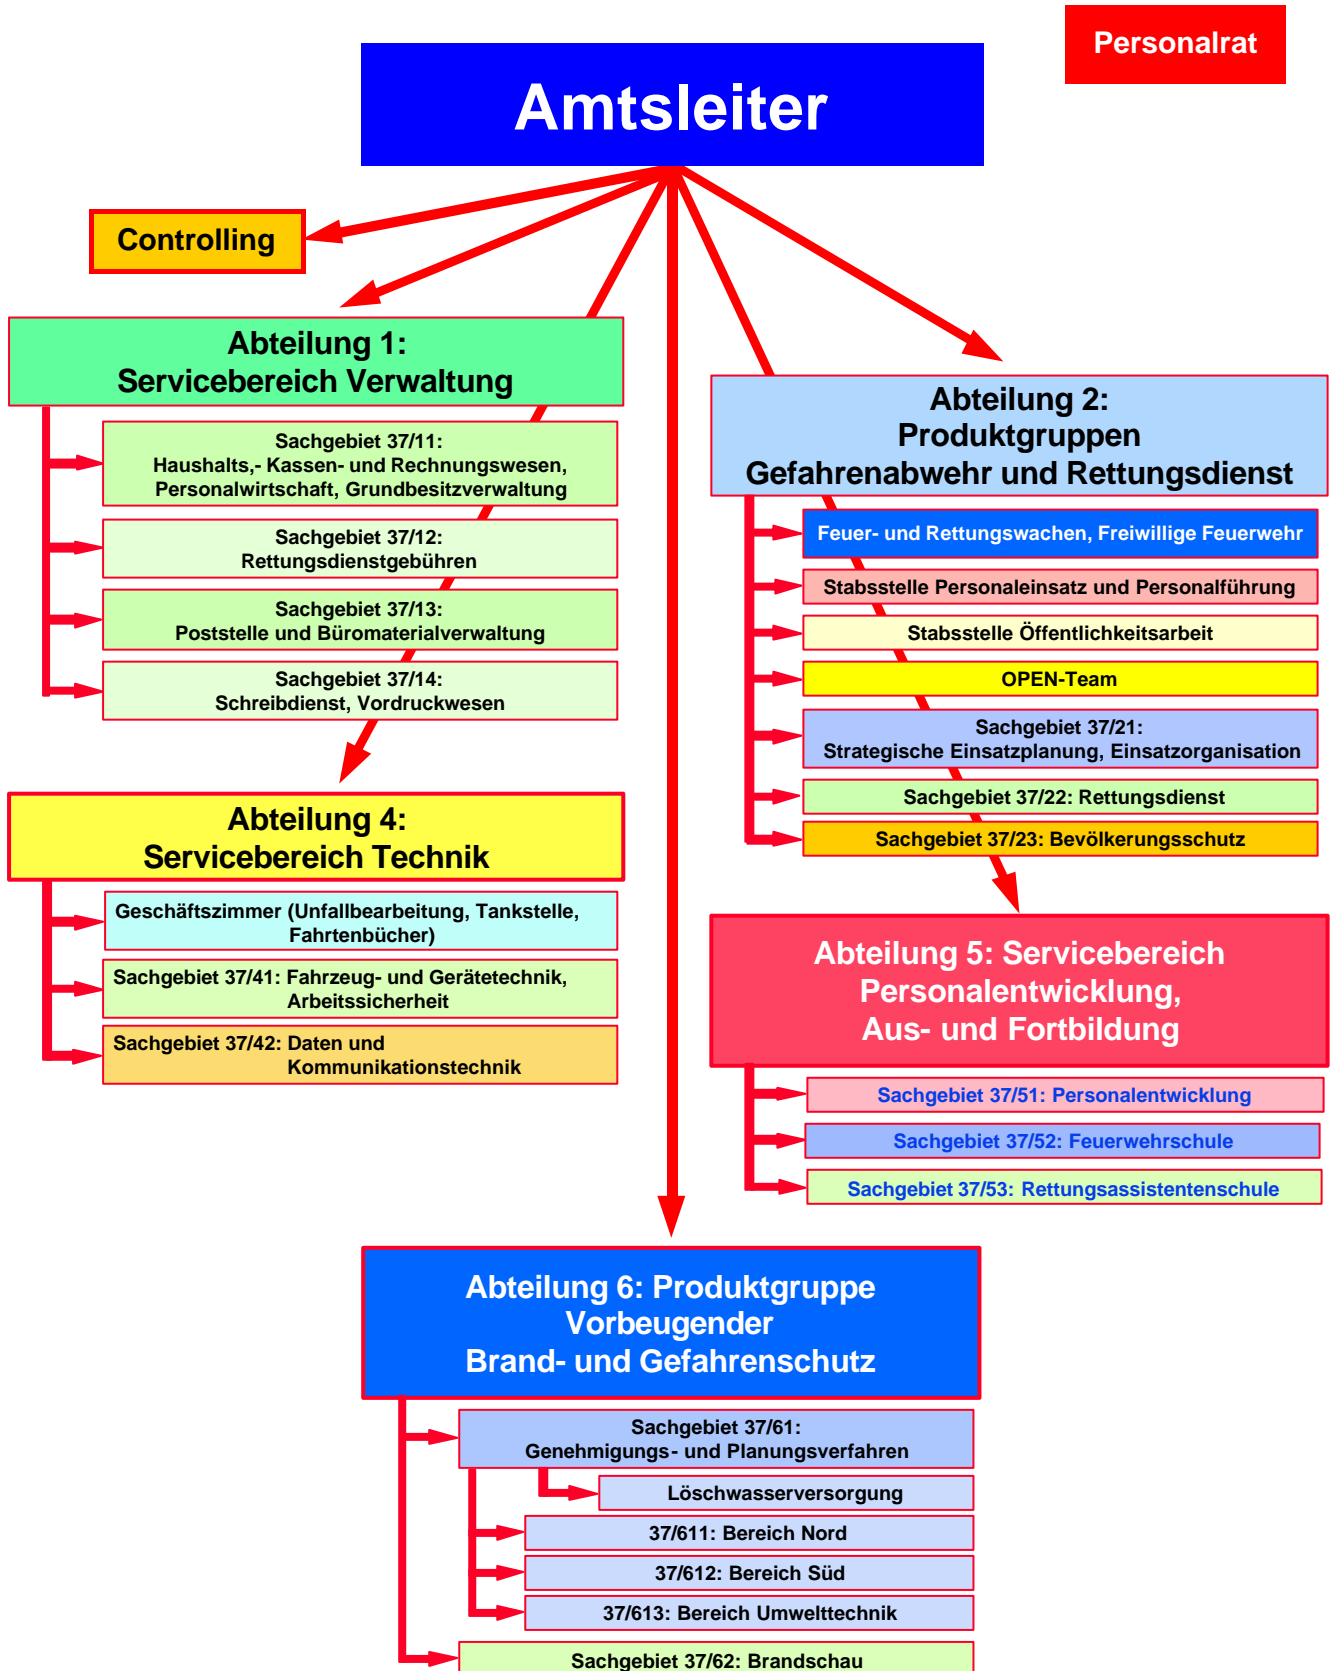 Personalrat
Amtsleiter
Controlling
Abteilung 1:
Servicebereich Verwaltung
Sachgebiet 37/11:
Haushalts,- Kassen- und Rechnungswesen,
Personalwirtschaft, Grundbesitzverwaltung
Sachgebiet 37/12:
Rettungsdienstgebühren
Sachgebiet 37/13:
Poststelle und Büromaterialverwaltung
Sachgebiet 37/14:
Schreibdienst, Vordruckwesen
Abteilung 2:
Produktgruppen
Gefahrenabwehr und Rettungsdienst
Feuer- und Rettungswachen, Freiwillige Feuerwehr
Stabsstelle Personaleinsatz und Personalführung
Stabsstelle Öffentlichkeitsarbeit
OPEN-Team
Sachgebiet 37/21:
Strategische Einsatzplanung, Einsatzorganisation
Sachgebiet 37/22: Rettungsdienst
Sachgebiet 37/23: Bevölkerungsschutz
Abteilung 4:
Servicebereich Technik
Geschäftszimmer (Unfallbearbeitung, Tankstelle,
Fahrtenbücher)
Sachgebiet 37/41: Fahrzeug- und Gerätetechnik,
Arbeitssicherheit
Sachgebiet 37/42: Daten und
Kommunikationstechnik
Abteilung 5: Servicebereich
Personalentwicklung,
Aus- und Fortbildung
Sachgebiet 37/51: Personalentwicklung
Sachgebiet 37/52: Feuerwehrschule
Sachgebiet 37/53: Rettungsassistentenschule
Abteilung 6: Produktgruppe
Vorbeugender
Brand- und Gefahrenschutz
Sachgebiet 37/61:
Genehmigungs- und Planungsverfahren
Löschwasserversorgung
37/611: Bereich Nord
37/612: Bereich Süd
37/613: Bereich Umwelttechnik
Sachgebiet 37/62: Brandschau